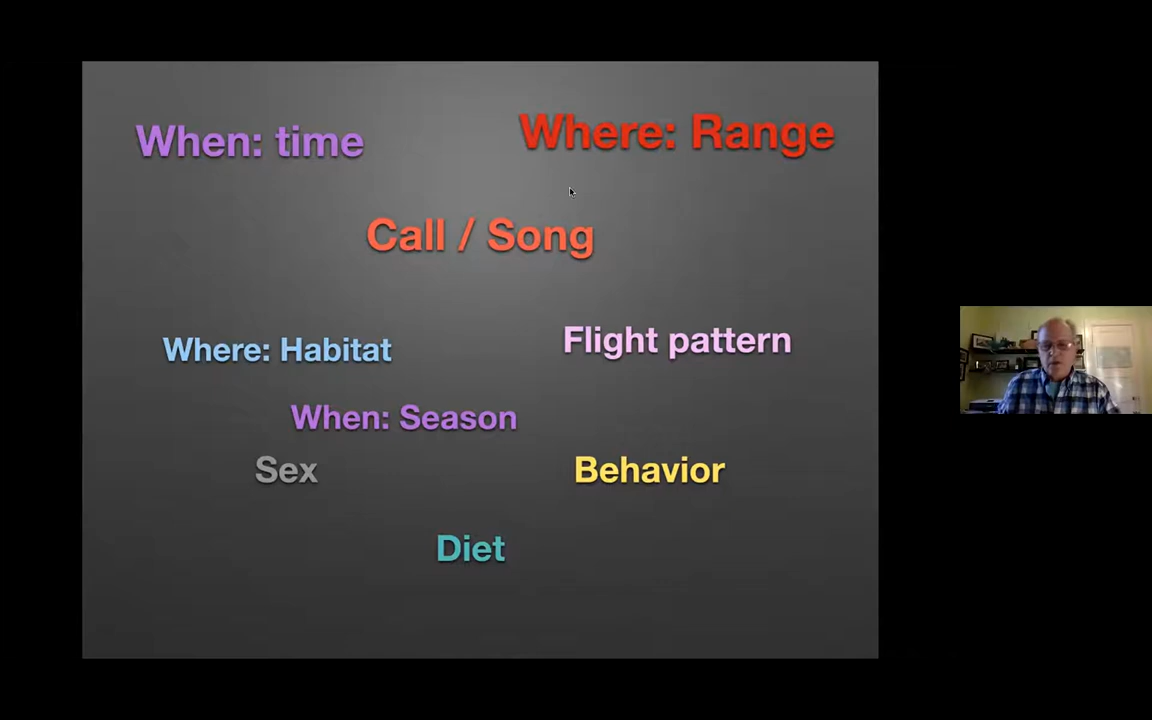 When: time
Where: Range
Call / Song
Where: Habitat
Flight pattern
When: Season
Sex
Behavior
Diet